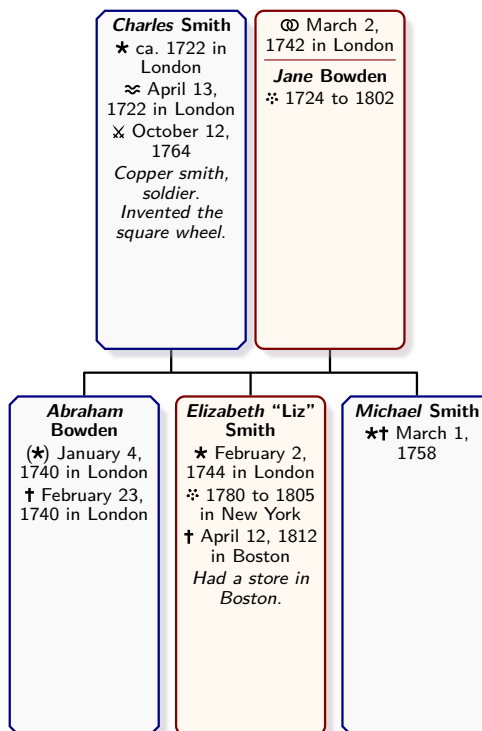 Charles Smith
★ ca. 1722 in
London
≈ April 13,
1722 in London
⚔ October 12,
1764
Copper smith,
soldier.
Invented the
square wheel.
⚭ March 2,
1742 in London
Jane Bowden
჻ 1724 to 1802
Abraham
Bowden
(★) January 4,
1740 in London
✝ February 23,
1740 in London
Elizabeth “Liz”
Smith
★ February 2,
1744 in London
჻ 1780 to 1805
in New York
✝ April 12, 1812
in Boston
Had a store in
Boston.
Michael Smith
★✝ March 1,
1758